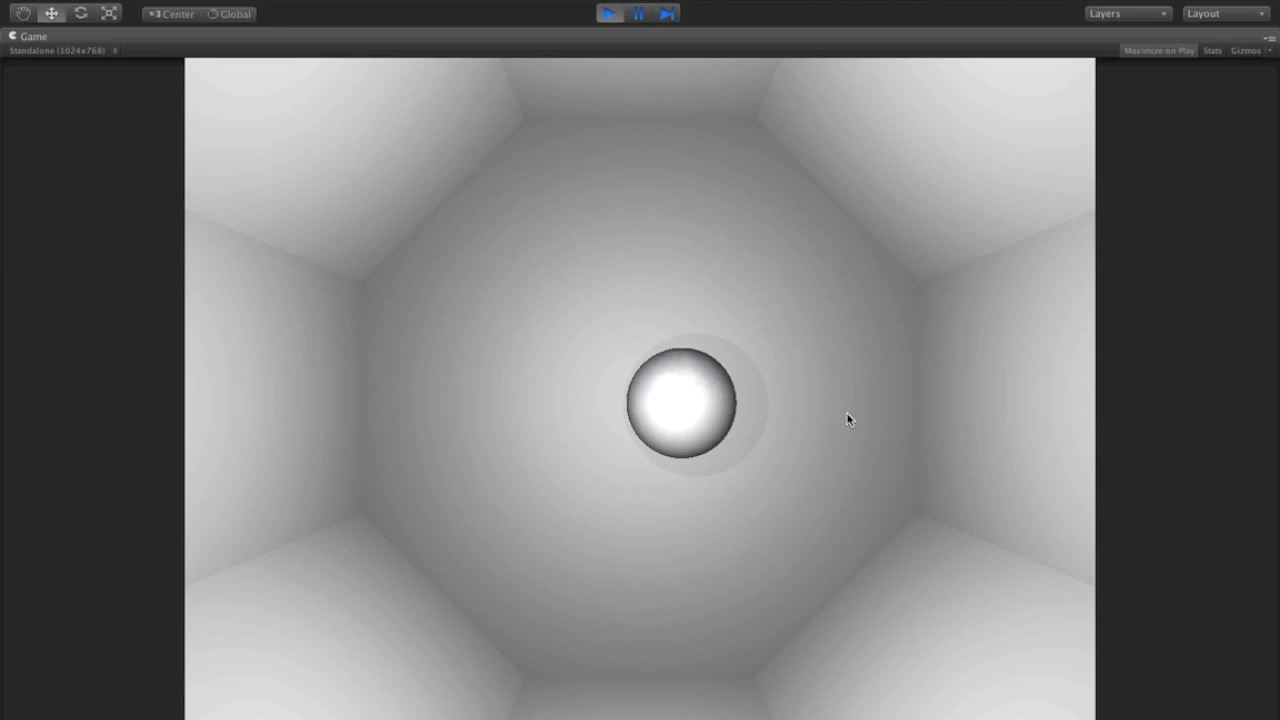 Center Global Layers Layout
Game
Standalone (1024x768) Maximize on Play Stats Gizmos